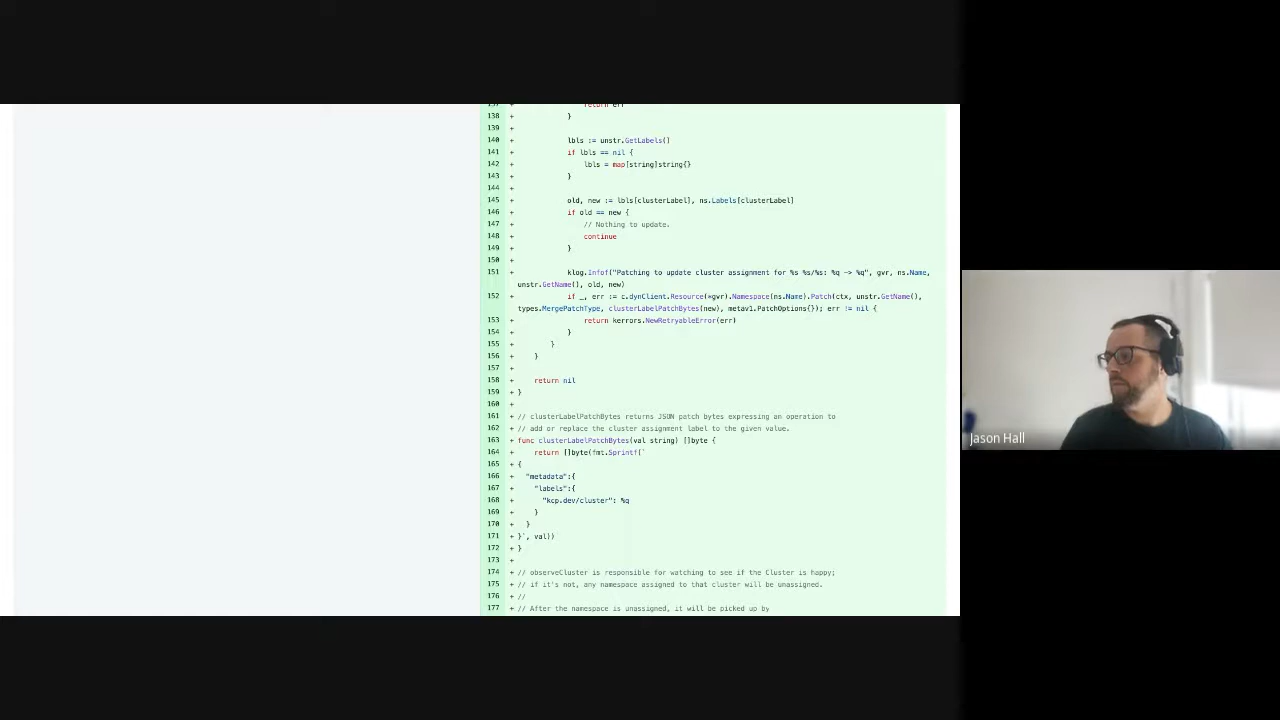 137 + return err
138 + }
139 +
140 + lbls := unstr.GetLabels()
141 + if lbls == nil {
142 + lbls = map[string]string{}
143 + }
144 +
145 + old, new := lbls[clusterLabel], ns.Labels[clusterLabel]
146 + if old == new {
147 + // Nothing to update.
148 + continue
149 + }
150 +
151 + klog.Infof("Patching to update cluster assignment for %s %s/%s: %q -> %q", gvr, ns.Name,
unstr.GetName(), old, new)
152 + if _, err := c.dynClient.Resource(*gvr).Namespace(ns.Name).Patch(ctx, unstr.GetName(),
types.MergePatchType, clusterLabelPatchBytes(new), metav1.PatchOptions{}); err != nil {
153 + return kerrors.NewRetryableError(err)
154 + }
155 + }
156 + }
157 +
158 + return nil
159 + }
160 +
161 + // clusterLabelPatchBytes returns JSON patch bytes expressing an operation to
162 + // add or replace the cluster assignment label to the given value.
163 + func clusterLabelPatchBytes(val string) []byte {
164 + return []byte(fmt.Sprintf(`
165 + {
166 + "metadata":{
167 + "labels":{
168 + "kcp.dev/cluster": %q
169 + }
170 + }
171 + }`, val))
172 + }
173 +
174 + // observeCluster is responsible for watching to see if the Cluster is happy;
175 + // if it's not, any namespace assigned to that cluster will be unassigned.
176 + //
177 + // After the namespace is unassigned, it will be picked up by
Jason Hall